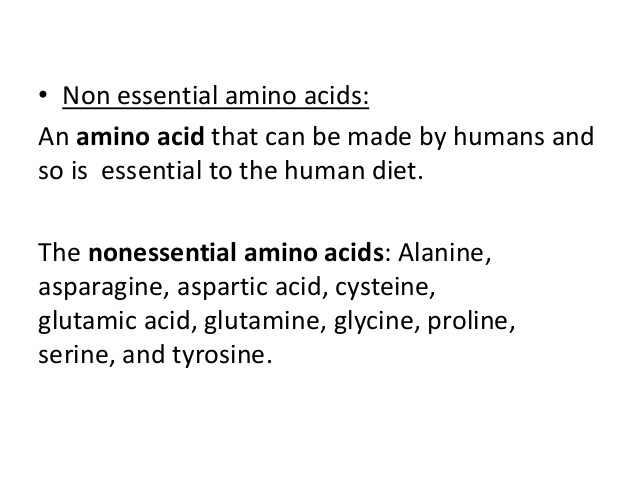 • Non essential amino acids:
An amino acid that can be made by humans and
so is  essential to the human diet.
The nonessential amino acids: Alanine,
asparagine, aspartic acid, cysteine,
glutamic acid, glutamine, glycine, proline,
serine, and tyrosine.